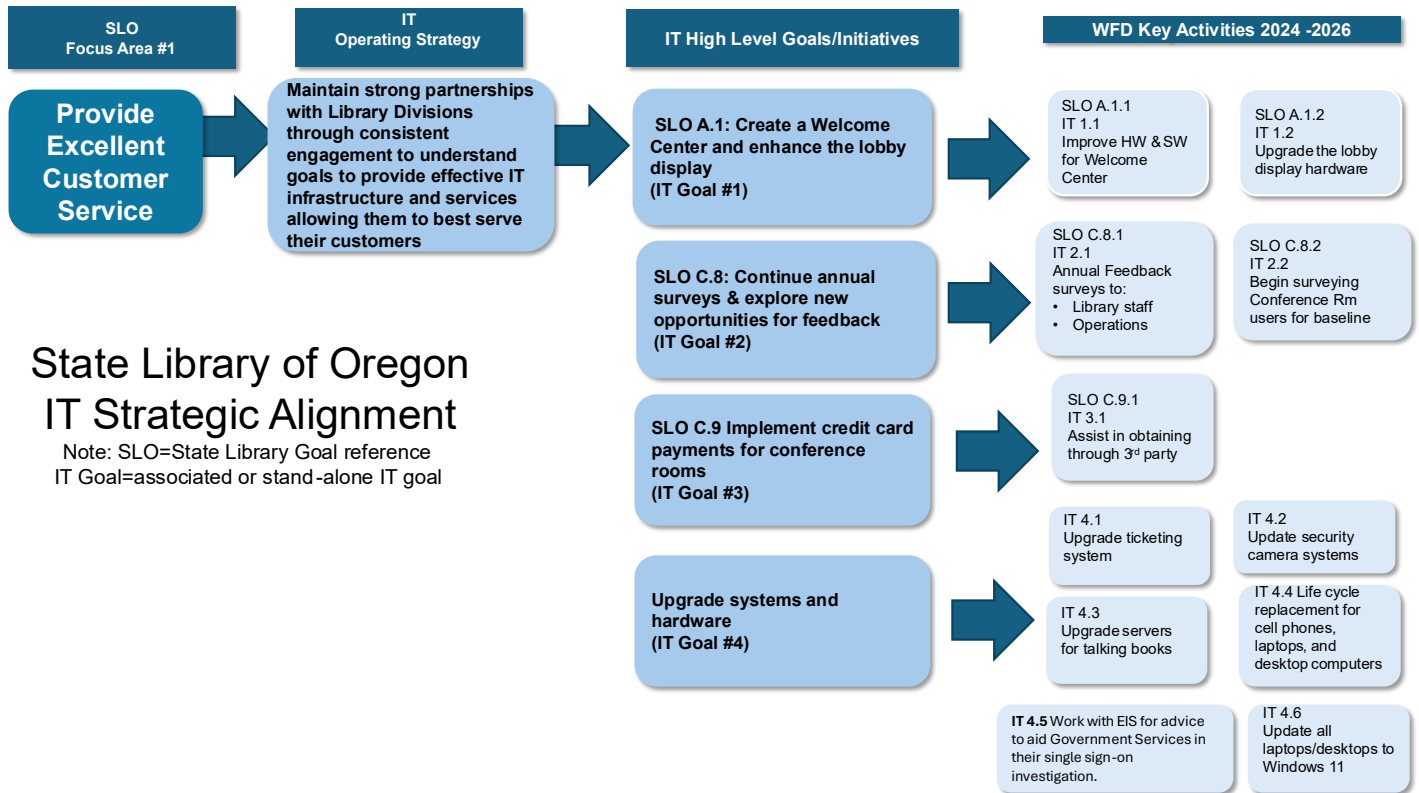 SLO
Focus Area #1
IT
Operating Strategy
IT High Level Goals/Initiatives
WFD Key Activities 2024 -2026
Provide
Excellent
Customer
Service
Maintain strong partnerships
with Library Divisions
through consistent
engagement to understand
goals to provide effective IT
infrastructure and services
allowing them to best serve
their customers
SLO A.1: Create a Welcome
Center and enhance the lobby
display
(IT Goal #1)
SLO A.1.1
IT 1.1
Improve HW & SW
for Welcome
Center
SLO A.1.2
IT 1.2
Upgrade the lobby
display hardware
SLO C.8: Continue annual
surveys & explore new
opportunities for feedback
(IT Goal #2)
SLO C.8.1
IT 2.1
Annual Feedback
surveys to:
• Library staff
• Operations
SLO C.8.2
IT 2.2
Begin surveying
Conference Rm
users for baseline
State Library of Oregon
IT Strategic Alignment
Note: SLO=State Library Goal reference
IT Goal=associated or stand-alone IT goal
SLO C.9 Implement credit card
payments for conference
rooms
(IT Goal #3)
SLO C.9.1
IT 3.1
Assist in obtaining
through 3rd party
Upgrade systems and
hardware
(IT Goal #4)
IT 4.1
Upgrade ticketing
system
IT 4.2
Update security
camera systems
IT 4.3
Upgrade servers
for talking books
IT 4.4 Life cycle
replacement for
cell phones,
laptops, and
desktop computers
IT 4.5 Work with EIS for advice
to aid Government Services in
their single sign-on
investigation.
IT 4.6
Update all
laptops/desktops to
Windows 11